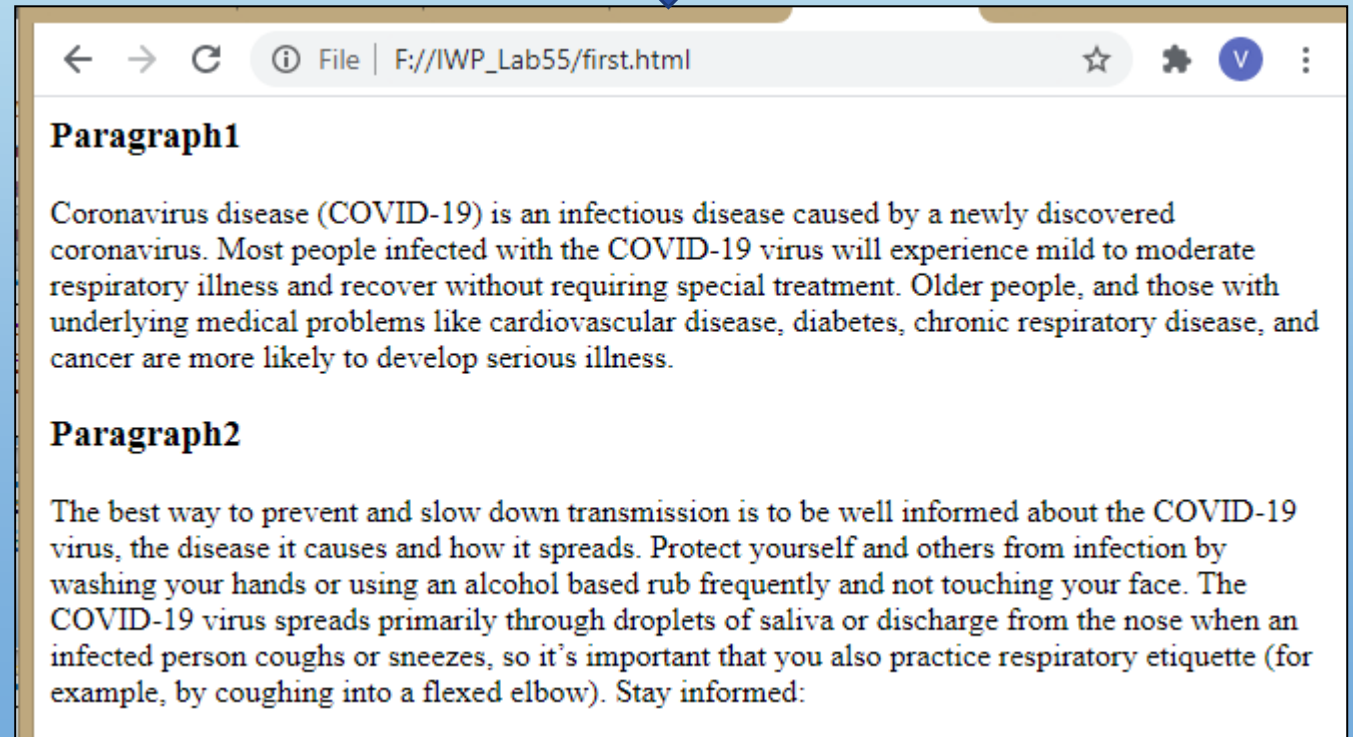 File | F://IWP_Lab55/first.html
V
Paragraph1
Coronavirus disease (COVID-19) is an infectious disease caused by a newly discovered
coronavirus. Most people infected with the COVID-19 virus will experience mild to moderate
respiratory illness and recover without requiring special treatment. Older people, and those with
underlying medical problems like cardiovascular disease, diabetes, chronic respiratory disease, and
cancer are more likely to develop serious illness.
Paragraph2
The best way to prevent and slow down transmission is to be well informed about the COVID-19
virus, the disease it causes and how it spreads. Protect yourself and others from infection by
washing your hands or using an alcohol based rub frequently and not touching your face. The
COVID-19 virus spreads primarily through droplets of saliva or discharge from the nose when an
infected person coughs or sneezes, so it’s important that you also practice respiratory etiquette (for
example, by coughing into a flexed elbow). Stay informed: